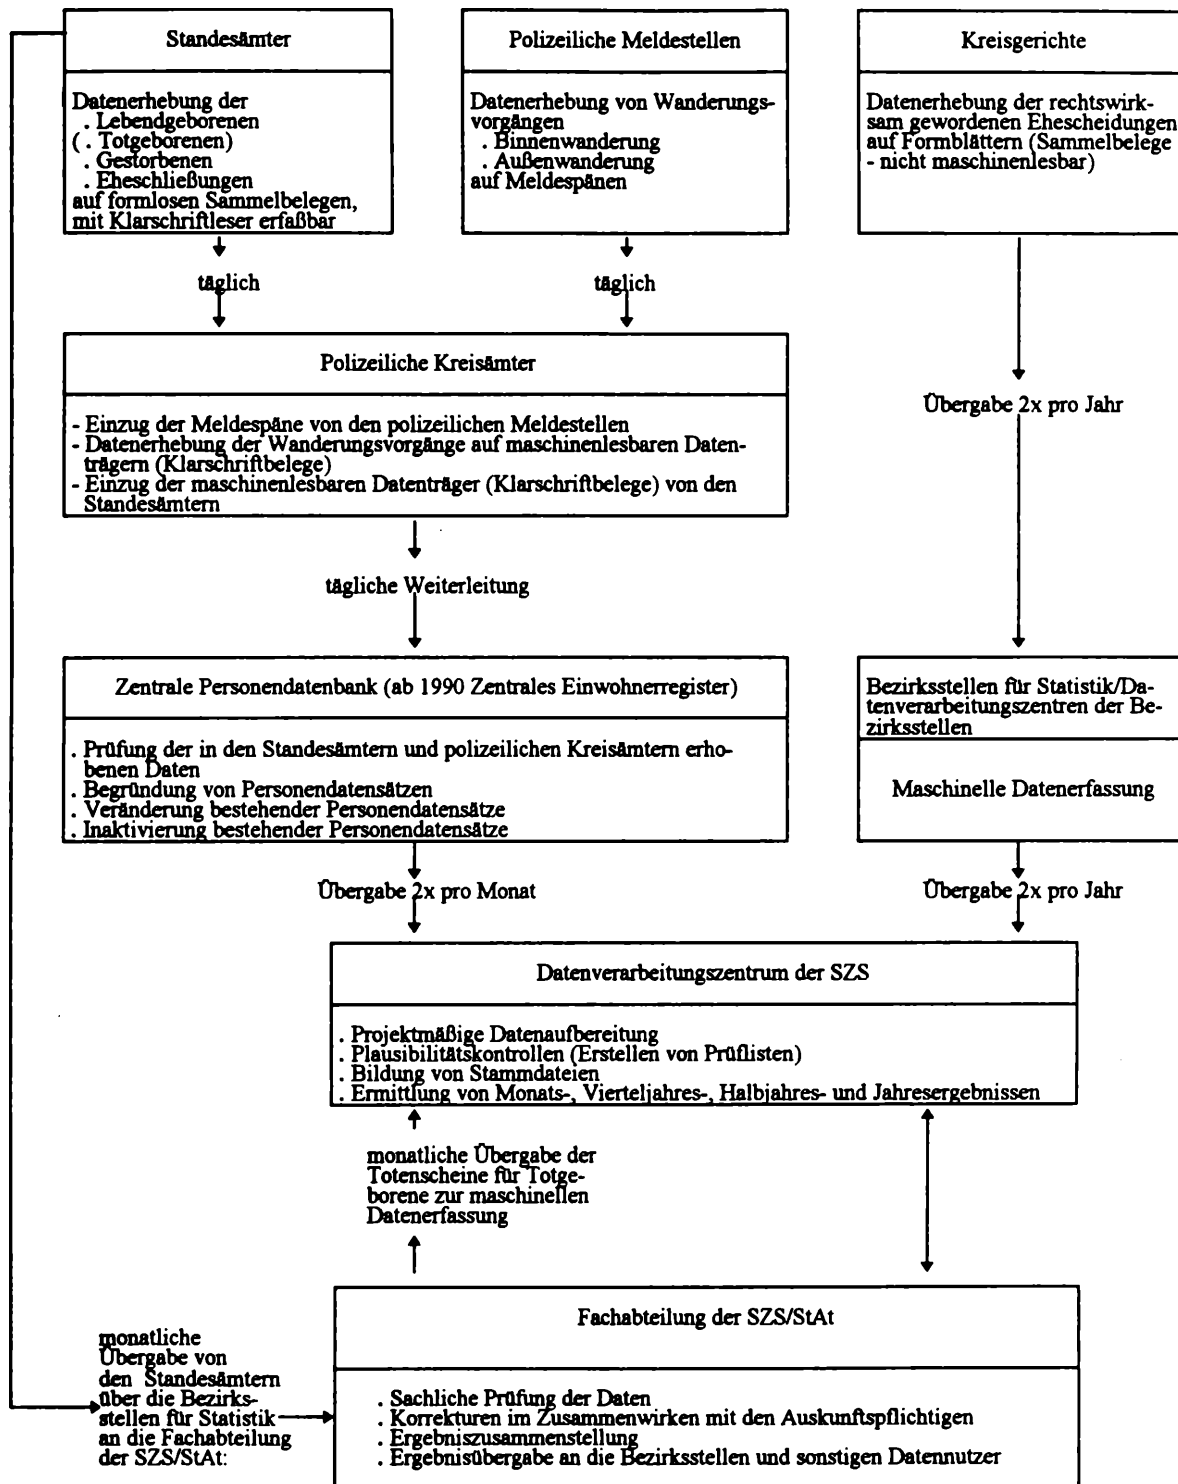 Standesämter
Datenerhebung der
. Lebendgeborenen
( . Totgeborenen)
. Gestorbenen
. Eheschließungen
auf formlosen Sammelbelegen,
mit Klarschriftleser erfaßbar
Polizeiliche Meldestellen
Datenerhebung von Wanderungs-
vorgängen
. Binnenwanderung
. Außenwanderung
auf Meldespänen
Kreisgerichte
Datenerhebung der rechtswirk-
sam gewordenen Ehescheidungen
auf Formblättern (Sammelbelege
- nicht maschinenlesbar)
täglich
täglich
Polizeiliche Kreisämter
- Einzug der Meldespäne von den polizeilichen Meldestellen
- Datenerhebung der Wanderungsvorgänge auf maschinenlesbaren Daten-
trägern (Klarschriftbelege)
- Einzug der maschinenlesbaren Datenträger (Klarschriftbelege) von den
Standesämtern
Übergabe 2x pro Jahr
tägliche Weiterleitung
Zentrale Personendatenbank (ab 1990 Zentrales Einwohnerregister)
. Prüfung der in den Standesämtern und polizeilichen Kreisämtern erho-
benen Daten
. Begründung von Personendatensätzen
. Veränderung bestehender Personendatensätze
. Inaktivierung bestehender Personendatensätze
Bezirksstellen für Statistik/Da-
tenverarbeitungszentren der Be-
zirksstellen
Maschinelle Datenerfassung
Übergabe 2x pro Monat
Übergabe 2x pro Jahr
Datenverarbeitungszentrum der SZS
. Projektmäßige Datenaufbereitung
. Plausibilitätskontrollen (Erstellen von Prüflisten)
. Bildung von Stammdateien
. Ermittlung von Monats-, Vierteljahres-, Halbjahres- und Jahresergebnissen
monatliche Übergabe der
Totenscheine für Totge-
borene zur maschinellen
Datenerfassung
monatliche
Übergabe von
den Standesämtern
über die Bezirks-
stellen für Statistik
an die Fachabteilung
der SZS/StAt:
Fachabteilung der SZS/StAt
. Sachliche Prüfung der Daten
. Korrekturen im Zusammenwirken mit den Auskunftspflichtigen
. Ergebniszusammenstellung
. Ergebnisübergabe an die Bezirksstellen und sonstigen Datennutzer